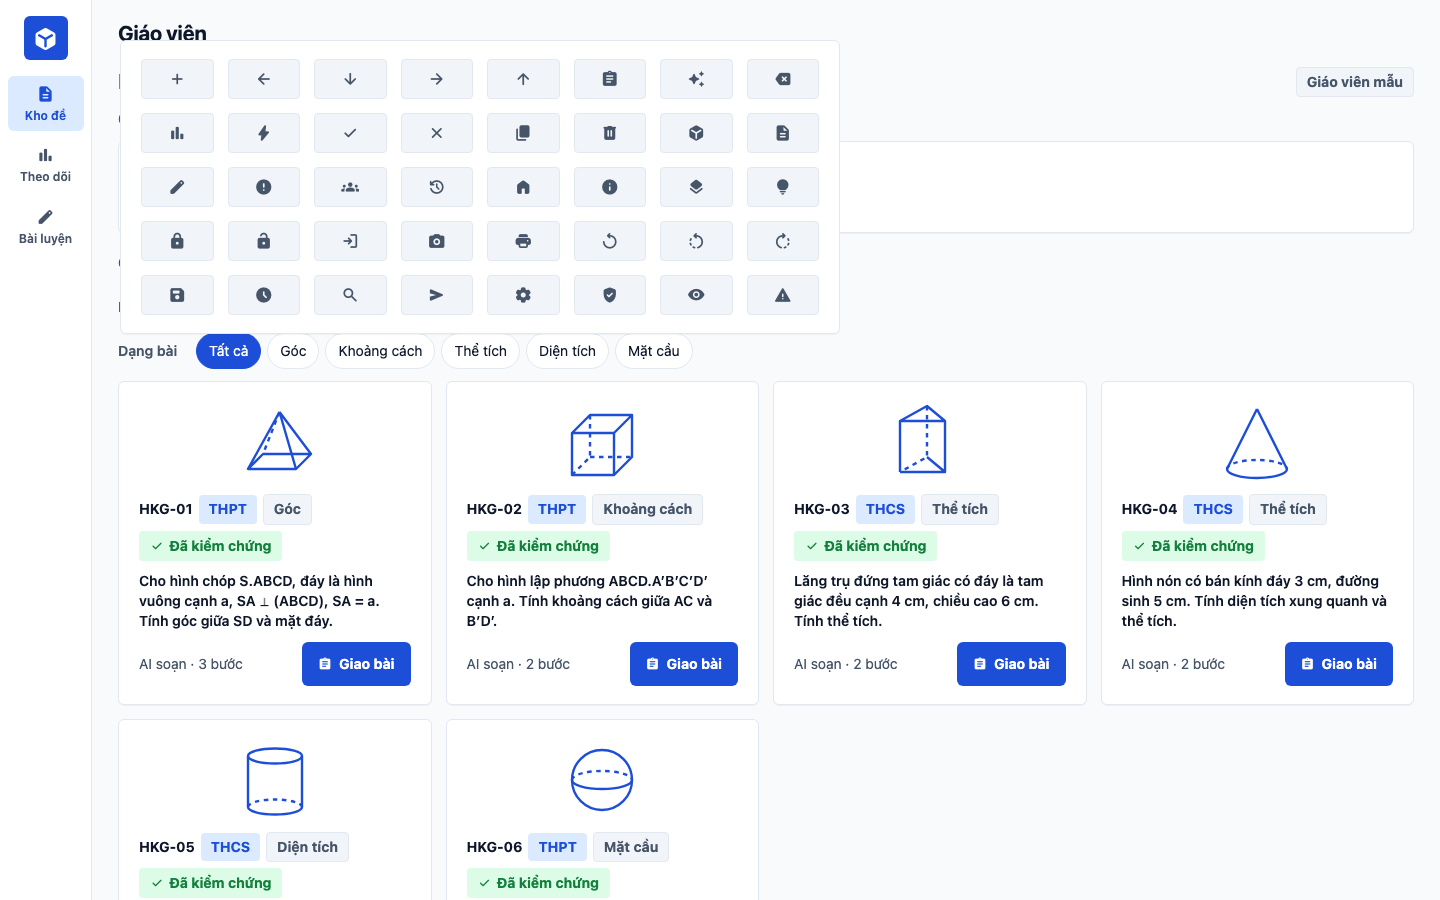 Giáo viên
Giáo viên mẫu
Kho đề
Theo dõi
Bài luyện
Dạng bài
Tất cả
Góc
Khoảng cách
Thể tích
Diện tích
Mặt cầu
HKG-01 THPT Góc
Đã kiểm chứng
Cho hình chóp S.ABCD, đáy là hình
vuông cạnh a, SA ⊥ (ABCD), SA = a.
Tính góc giữa SD và mặt đáy.
AI soạn · 3 bước
Giao bài
HKG-02 THPT Khoảng cách
Đã kiểm chứng
Cho hình lập phương ABCD.A’B’C’D’
cạnh a. Tính khoảng cách giữa AC và
B’D’.
AI soạn · 2 bước
Giao bài
HKG-03 THCS Thể tích
Đã kiểm chứng
Lăng trụ đứng tam giác có đáy là tam
giác đều cạnh 4 cm, chiều cao 6 cm.
Tính thể tích.
AI soạn · 2 bước
Giao bài
HKG-04 THCS Thể tích
Đã kiểm chứng
Hình nón có bán kính đáy 3 cm, đường
sinh 5 cm. Tính diện tích xung quanh và
thể tích.
AI soạn · 2 bước
Giao bài
HKG-05 THCS Diện tích
Đã kiểm chứng
HKG-06 THPT Mặt cầu
Đã kiểm chứng